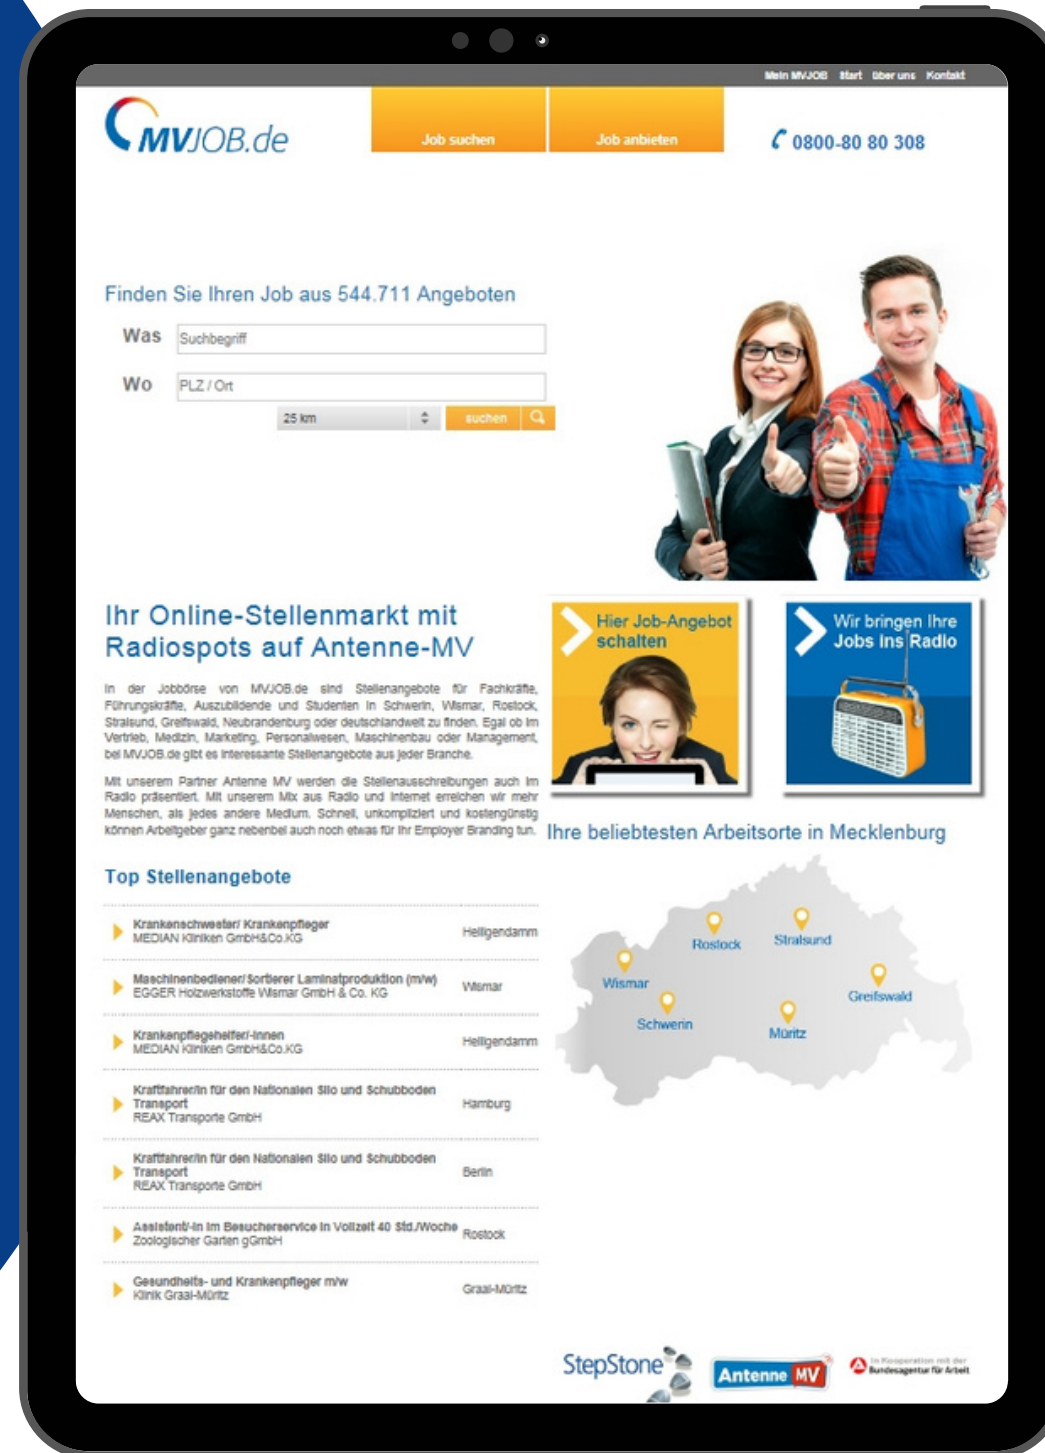 Mein MVJOB Start über uns Kontakt
MVJOB.de
Job suchen
Job anbieten
0800-80 80 308
Finden Sie Ihren Job aus 544.711 Angeboten
Was
Suchbegriff
Wo
PLZ / Ort
25 km
suchen
Ihr Online-Stellenmarkt mit
Radiospots auf Antenne-MV
In der Jobbörse von MVJOB.de sind Stellenangebote für Fachkräfte,
Führungskräfte, Auszubildende und Studenten in Schwerin, Wismar, Rostock,
Stralsund, Greifswald, Neubrandenburg oder deutschlandweit zu finden. Egal ob im
Vertrieb, Medizin, Marketing, Personalwesen, Maschinenbau oder Management,
bei MVJOB.de gibt es interessante Stellenangebote aus jeder Branche.
Mit unserem Partner Antenne MV werden die Stellenausschreibungen auch im
Radio präsentiert. Mit unserem Mix aus Radio und Internet erreichen wir mehr
Menschen, als jedes andere Medium. Schnell, unkompliziert und kostengünstig
können Arbeitgeber ganz nebenbei auch noch etwas für ihr Employer Branding tun.
Hier Job-Angebot
schalten
Wir bringen Ihre
Jobs ins Radio
Ihre beliebtesten Arbeitsorte in Mecklenburg
Rostock
Stralsund
Wismar
Greifswald
Schwerin
Müritz
Top Stellenangebote
Krankenschwester/ Krankenpfleger
MEDIAN Kliniken GmbH&Co.KG
Heiligendamm
Maschinenbediener/Sortierer Laminatproduktion (m/w)
EGGER Holzwerkstoffe Wismar GmbH & Co. KG
Wismar
Krankenpflegehelfer/-innen
MEDIAN Kliniken GmbH&Co.KG
Heiligendamm
Kraftfahrer/in für den Nationalen Silo und Schubboden
Transport
REAX Transporte GmbH
Hamburg
Kraftfahrer/in für den Nationalen Silo und Schubboden
Transport
REAX Transporte GmbH
Berlin
Assistent/-in im Besucherservice in Vollzeit 40 Std./Woche
Zoologischer Garten gGmbH
Rostock
Gesundheits- und Krankenpfleger m/w
Klinik Graal-Müritz
Graal-Müritz
StepStone
Antenne MV
In Kooperation mit der
Bundesagentur für Arbeit